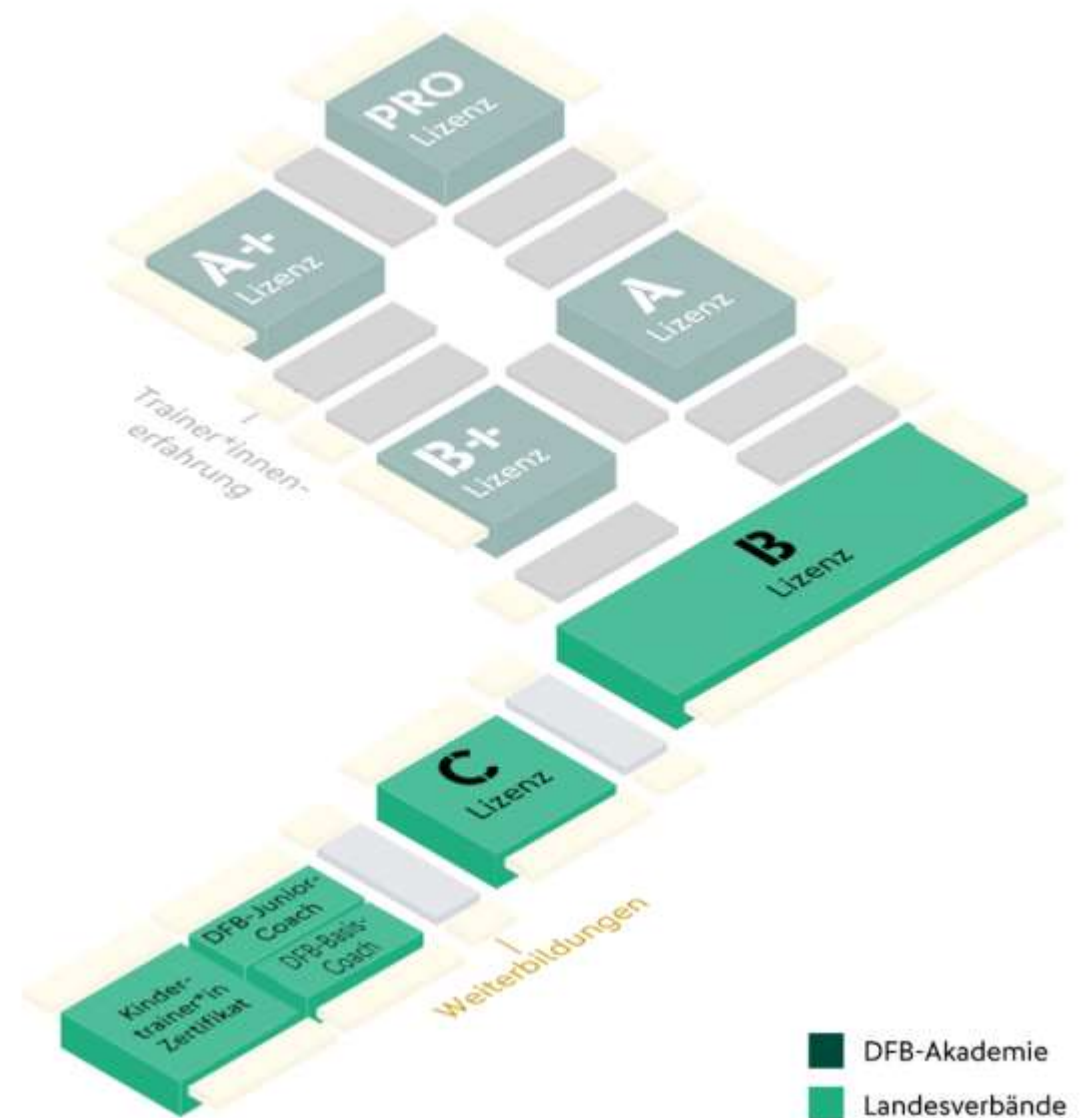 PRO
Lizenz
A+
Lizenz
A
Lizenz
Trainer*innen-
erfahrung
B+
Lizenz
B
Lizenz
C
Lizenz
DFB-Junior-
Coach
DFB-Basis-
Coach
Kinder-
trainer*in
Zertifikat
Weiterbildungen
DFB-Akademie
Landesverbände